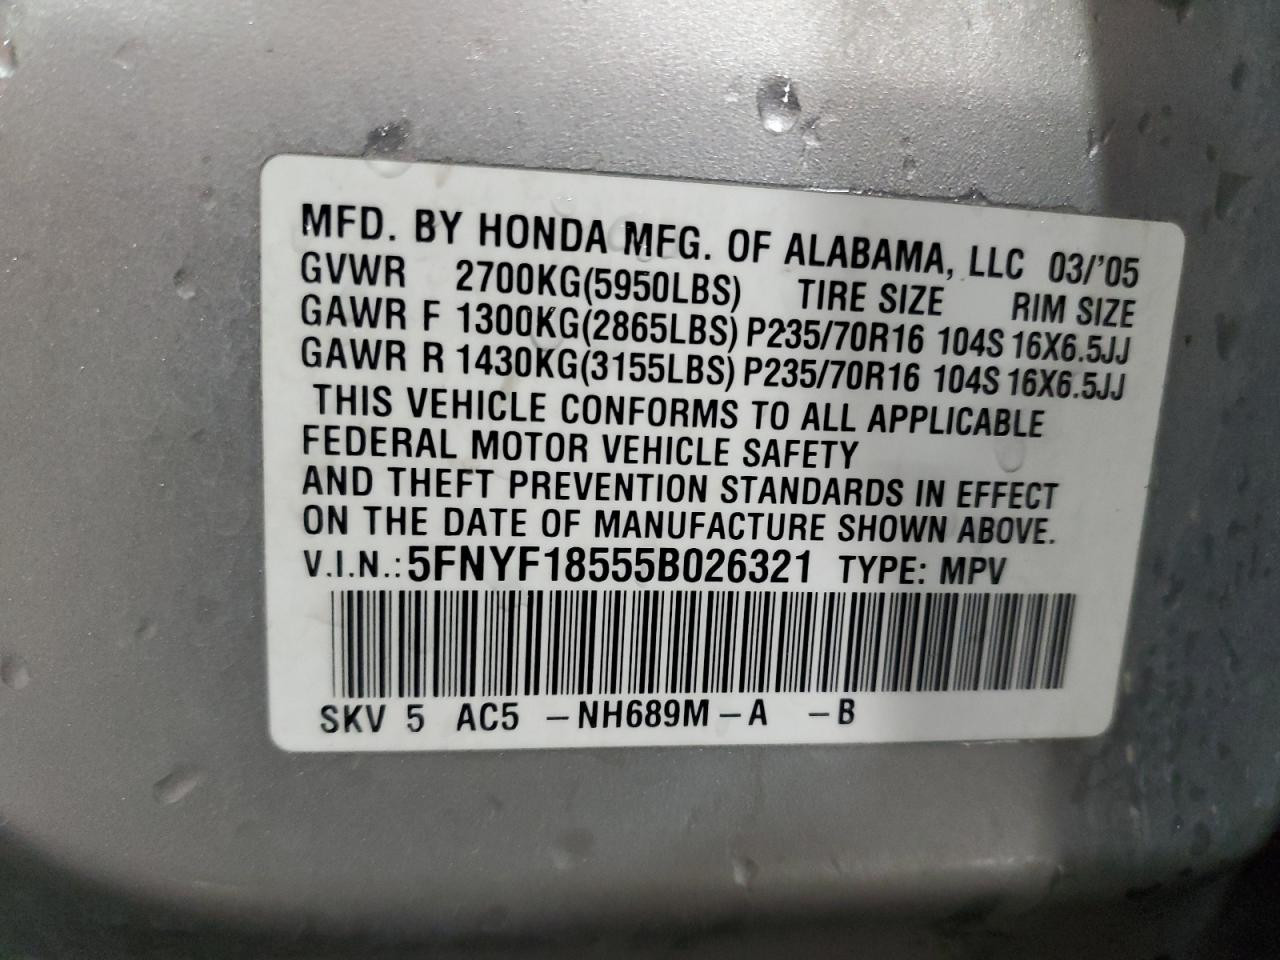 MFD. BY HONDA MFG. OF ALABAMA, LLC 03/'05
GVWR 2700KG(5950LBS) TIRE SIZE RIM SIZE
GAWR F 1300KG(2865LBS) P235/70R16 104S 16X6.5JJ
GAWR R 1430KG(3155LBS) P235/70R16 104S 16X6.5JJ
THIS VEHICLE CONFORMS TO ALL APPLICABLE
FEDERAL MOTOR VEHICLE SAFETY
AND THEFT PREVENTION STANDARDS IN EFFECT
ON THE DATE OF MANUFACTURE SHOWN ABOVE.
V.I.N.: 5FNYF18555B026321 TYPE: MPV
SKV 5 AC5 -NH689M-A -B